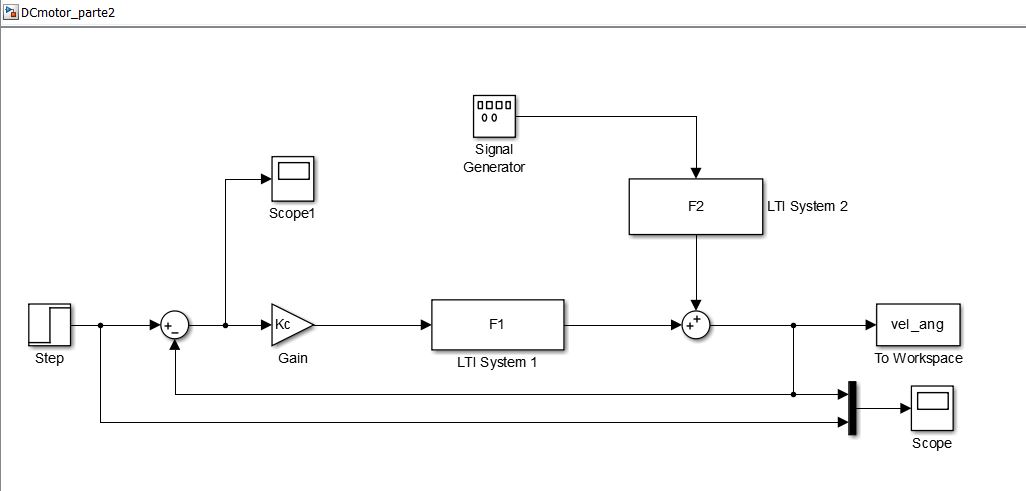 DCmotor_parte2
Signal
Generator
Scope1
F2
LTI System 2
Step
Kc
Gain
F1
LTI System 1
vel_ang
To Workspace
Scope